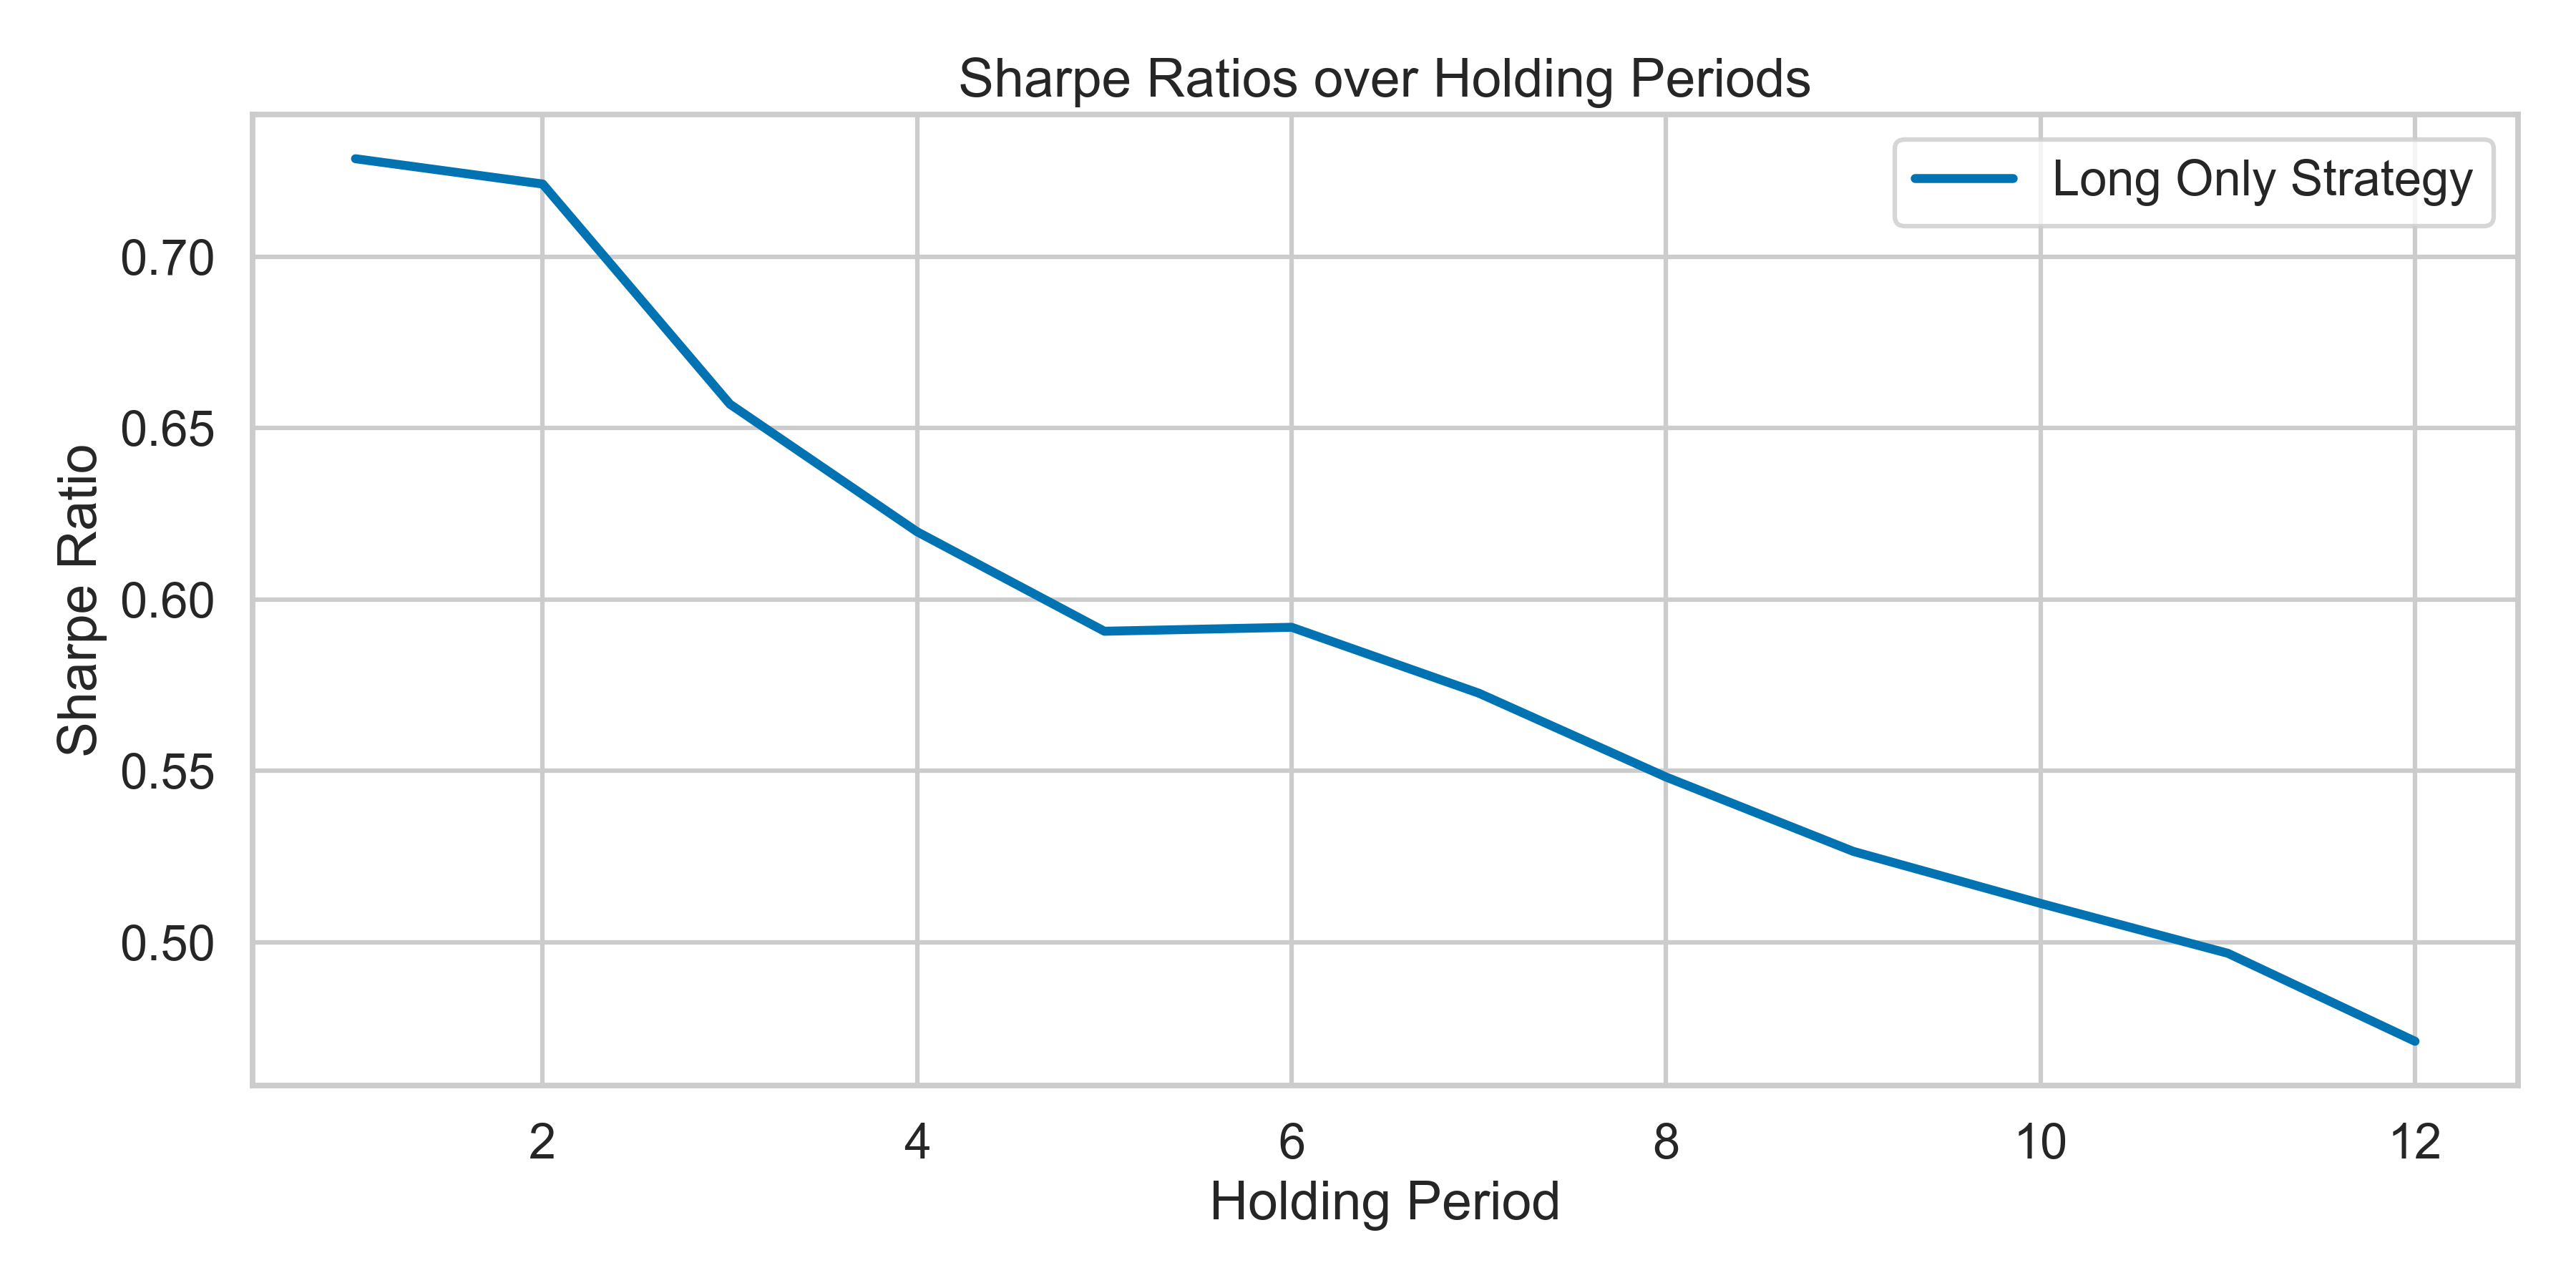 Sharpe Ratios over Holding Periods
Long Only Strategy
Sharpe Ratio
0.70
0.65
0.60
0.55
0.50
2 4 6 8 10 12
Holding Period